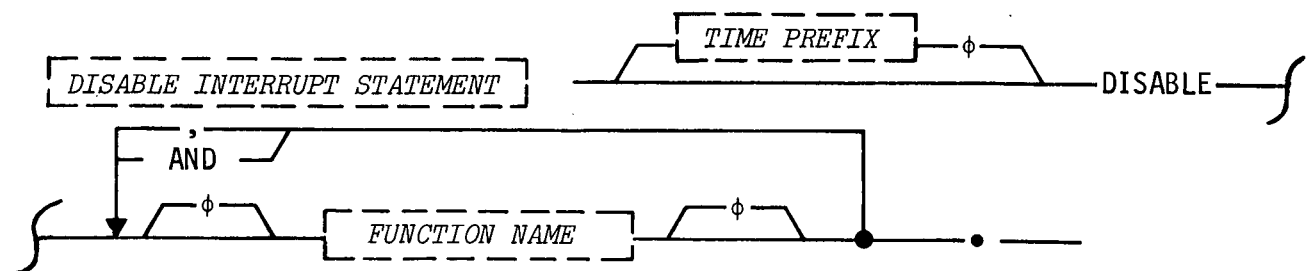 TIME PREFIX ϕ
DISABLE INTERRUPT STATEMENT
DISABLE
,
AND
ϕ
FUNCTION NAME
ϕ
.